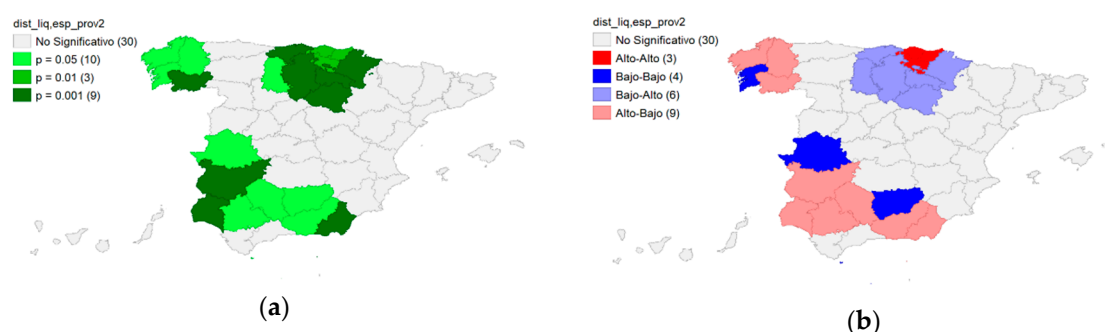 dist_liq,esp_prov2
No Significativo (30)
p = 0.05 (10)
p = 0.01 (3)
p = 0.001 (9)
(a)
dist_liq,esp_prov2
No Significativo (30)
Alto-Alto (3)
Bajo-Bajo (4)
Bajo-Alto (6)
Alto-Bajo (9)
(b)